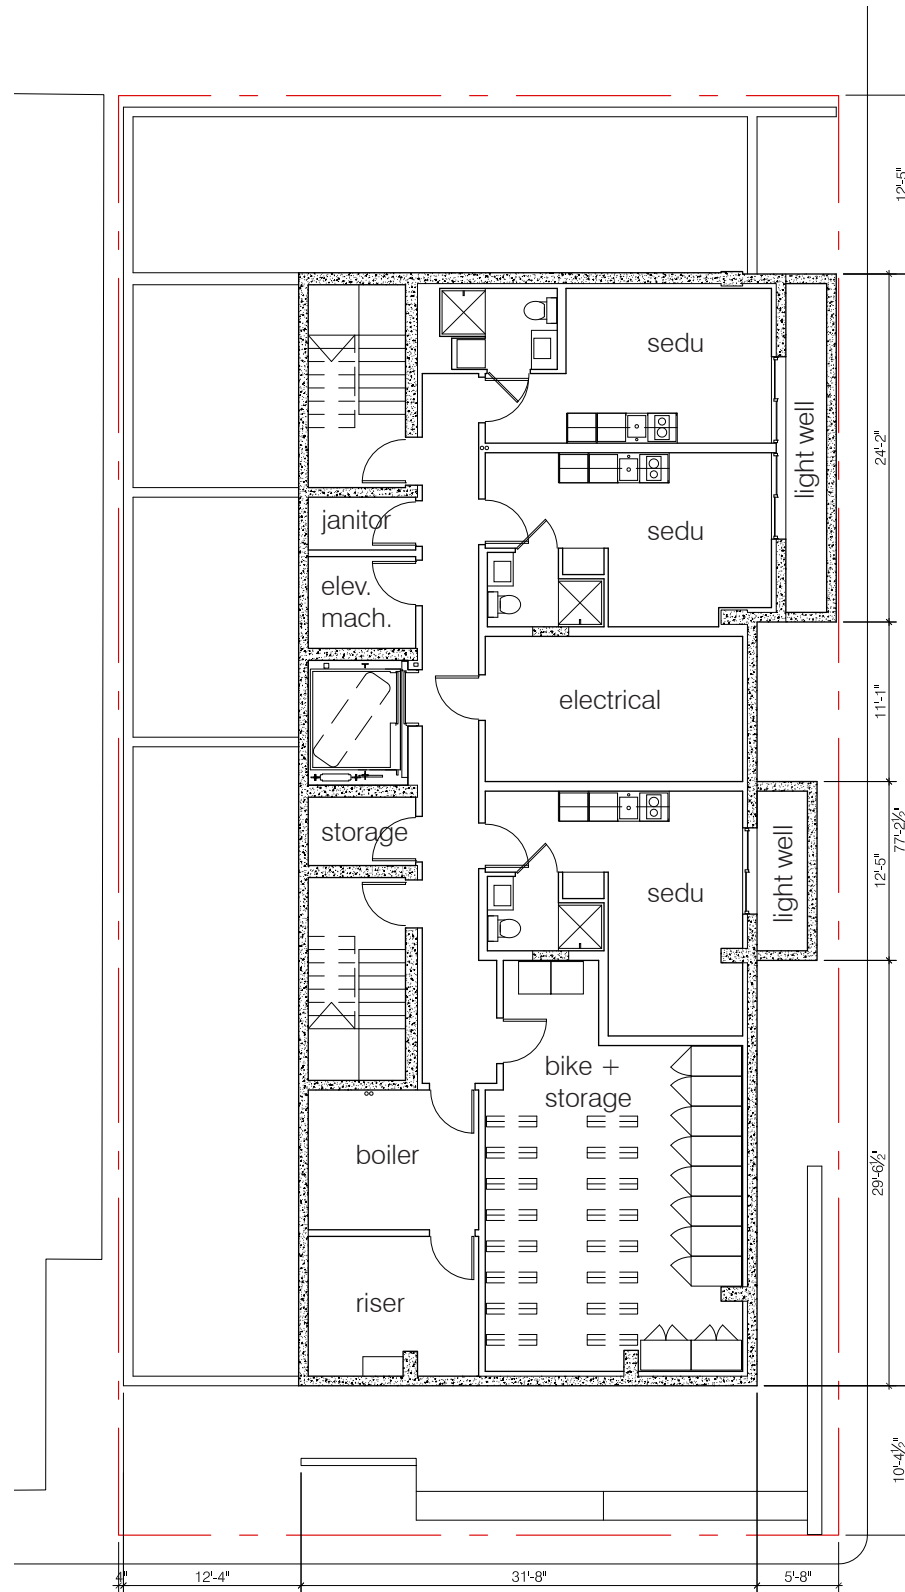 12'-5"
sedu
light well
24'-2"
janitor
sedu
elev.
mach.
electrical
11'-1"
storage
77'-2½"
12'-5"
sedu
light well
bike +
storage
boiler
29'-6½"
riser
10'-4½"
4"
12'-4"
31'-8"
5'-8"